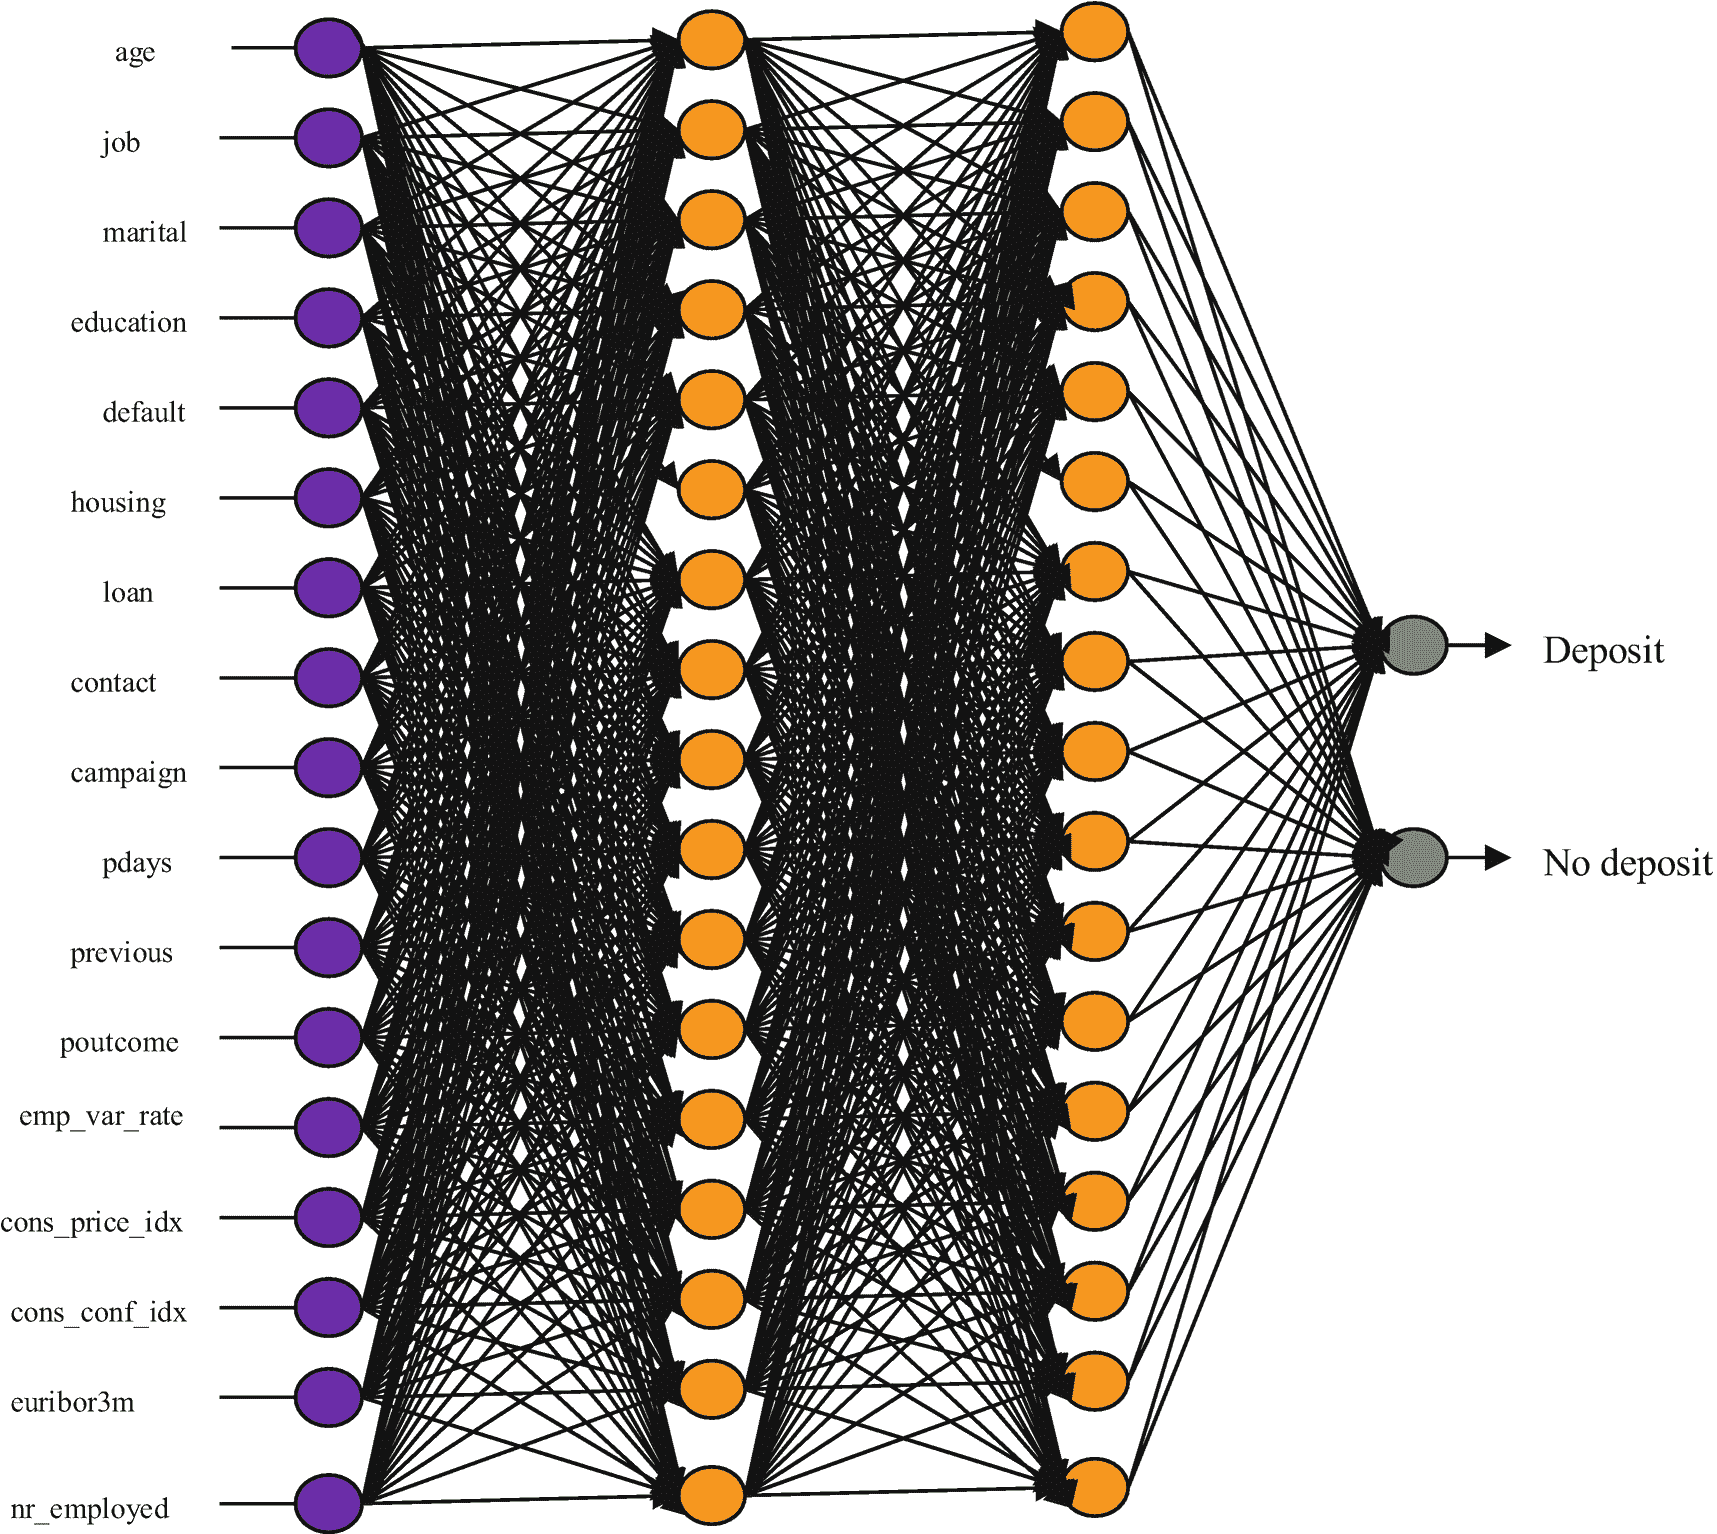 age
job
marital
education
default
housing
loan
contact
campaign
pdays
previous
poutcome
emp_var_rate
cons_price_idx
cons_conf_idx
euribor3m
nr_employed
Deposit
No deposit